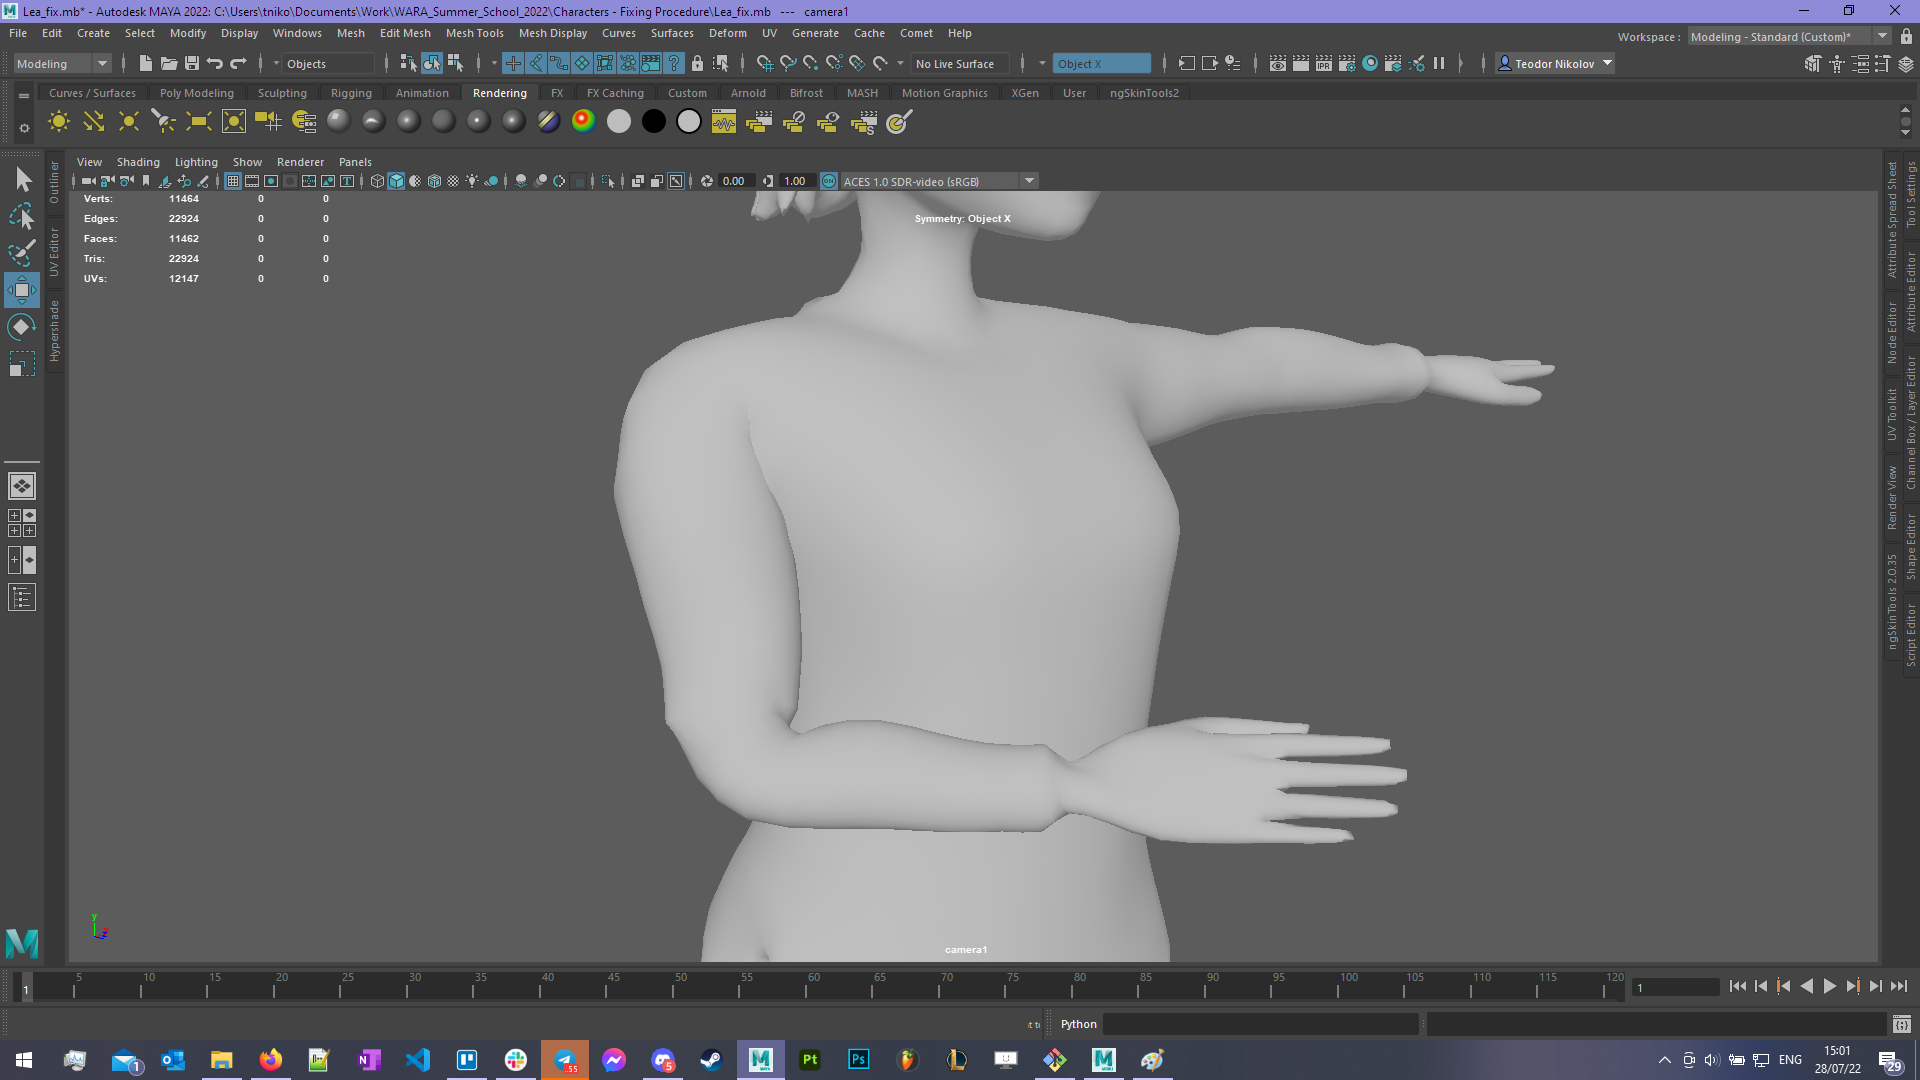 Lea_fix.mb* - Autodesk MAYA 2022: C:\Users\tniko\Documents\Work\WARA_Summer_School_2022\Characters - Fixing Procedure\Lea_fix.mb --- camera1
File Edit Create Select Modify Display Windows Mesh Edit Mesh Mesh Tools Mesh Display Curves Surfaces Deform UV Generate Cache Comet Help
Workspace : Modeling - Standard (Custom)*
Modeling Objects No Live Surface Object X Teodor Nikolov
Curves / Surfaces Poly Modeling Sculpting Rigging Animation Rendering FX FX Caching Custom Arnold Bifrost MASH Motion Graphics XGen User ngSkinTools2
IPR
S
View Shading Lighting Show Renderer Panels
0.00 1.00 ON ACES 1.0 SDR-video (sRGB)
Verts: 11464 0 0
Edges: 22924 0 0
Faces: 11462 0 0
Tris: 22924 0 0
UVs: 12147 0 0
Symmetry: Object X
Outliner
UV Editor
Hypershade
Attribute Spread Sheet
Node Editor
UV Toolkit
Render View
ngSkinTools 2.0.35
Tool Settings
Attribute Editor
Channel Box / Layer Editor
Shape Editor
Script Editor
y
z
camera1
5 10 15 20 25 30 35 40 45 50 55 60 65 70 75 80 85 90 95 100 105 110 115 120
1
1
Python
1 55 5 MAYA Pt Ps
ENG
15:01
28/07/22
29